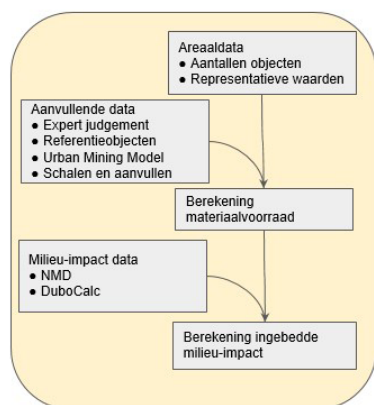 Areaaldata
● Aantallen objecten
● Representatieve waarden
Aanvullende data
● Expert judgement
● Referentieobjecten
● Urban Mining Model
● Schalen en aanvullen
Berekening
materiaalvoorraad
Milieu-impact data
● NMD
● DuboCalc
Berekening ingebedde
milieu-impact